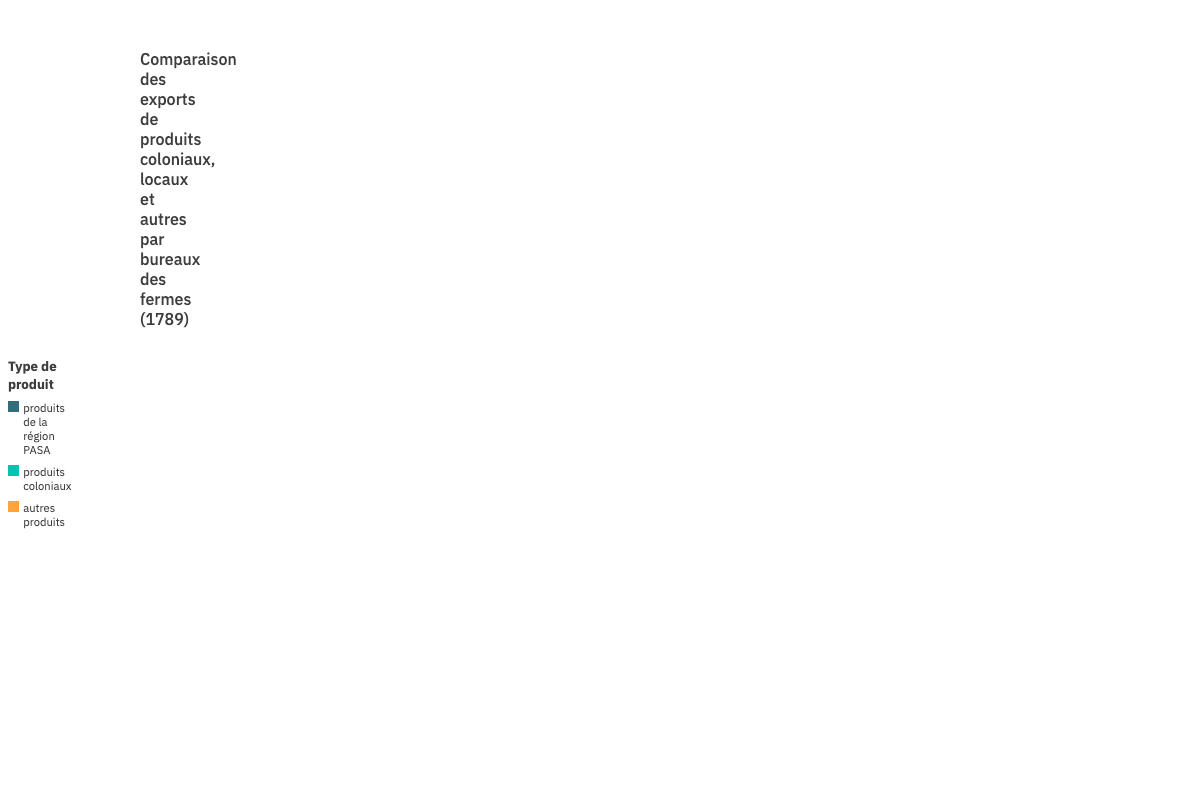 Comparaison
des
exports
de
produits
coloniaux,
locaux
et
autres
par
bureaux
des
fermes
(1789)
Type de
produit
produits
de la
région
PASA
produits
coloniaux
autres
produits